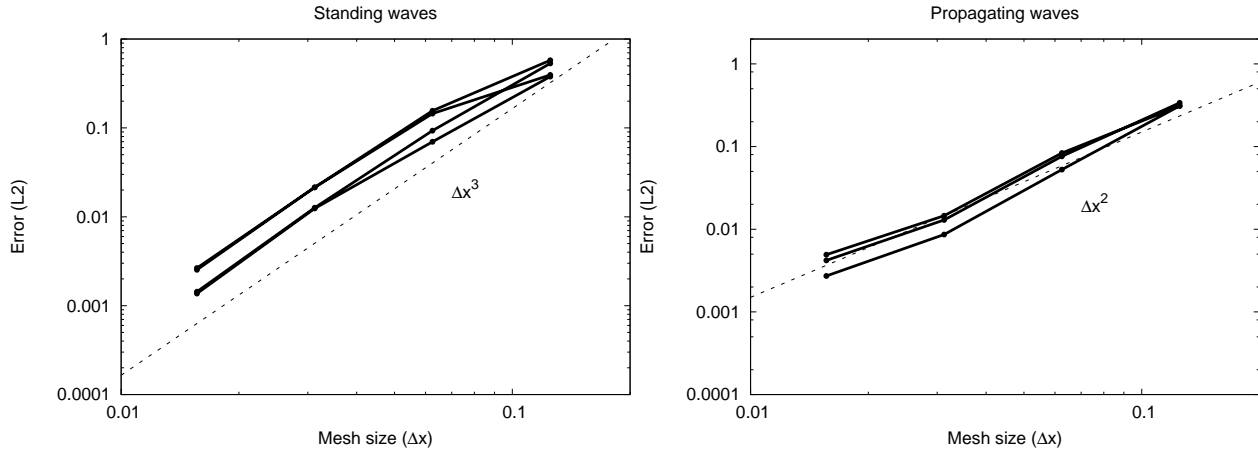 Standing waves
1
0.1
0.01
0.001
0.0001
0.01
0.1
Error (L2)
Mesh size (Δx)
Δx³
Propagating waves
1
0.1
0.01
0.001
0.0001
0.01
0.1
Error (L2)
Mesh size (Δx)
Δx²